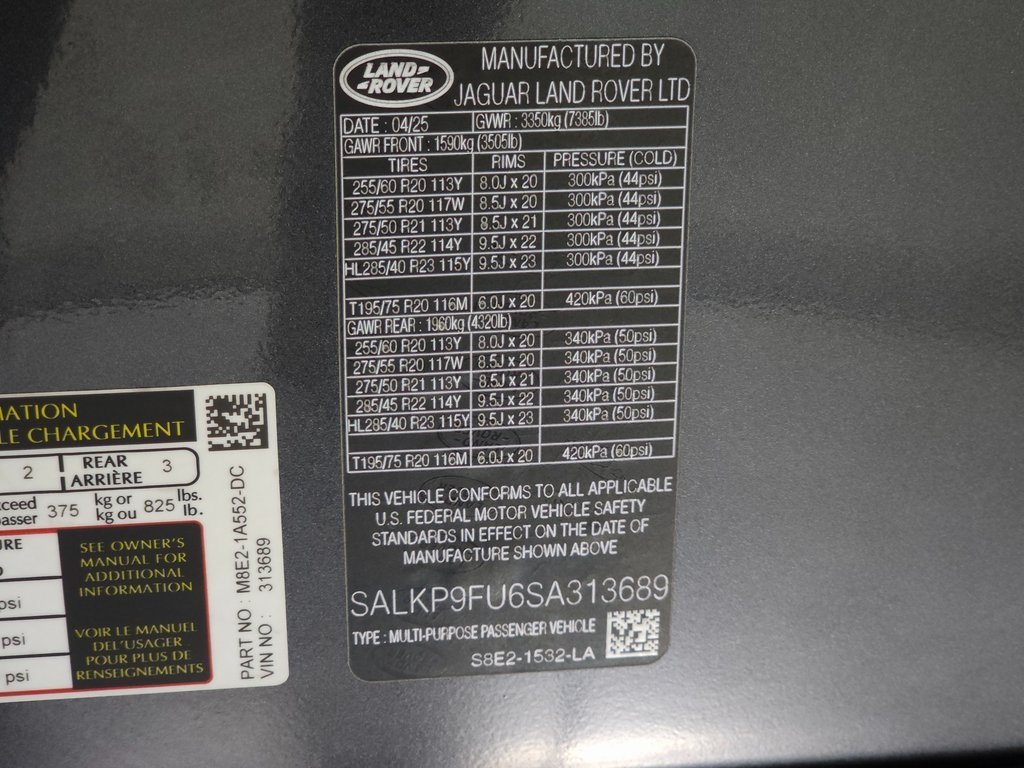 LAND-
-ROVER
MANUFACTURED BY
JAGUAR LAND ROVER LTD
DATE : 04/25 GVWR : 3350kg (7385lb)
GAWR FRONT : 1590kg (3505lb)
TIRES RIMS PRESSURE (COLD)
255/60 R20 113Y 8.0J x 20 300kPa (44psi)
275/55 R20 117W 8.5J x 20 300kPa (44psi)
275/50 R21 113Y 8.5J x 21 300kPa (44psi)
285/45 R22 114Y 9.5J x 22 300kPa (44psi)
HL285/40 R23 115Y 9.5J x 23 300kPa (44psi)
T195/75 R20 116M 6.0J x 20 420kPa (60psi)
GAWR REAR : 1960kg (4320lb)
255/60 R20 113Y 8.0J x 20 340kPa (50psi)
275/55 R20 117W 8.5J x 20 340kPa (50psi)
275/50 R21 113Y 8.5J x 21 340kPa (50psi)
285/45 R22 114Y 9.5J x 22 340kPa (50psi)
HL285/40 R23 115Y 9.5J x 23 340kPa (50psi)
T195/75 R20 116M 6.0J x 20 420kPa (60psi)
THIS VEHICLE CONFORMS TO ALL APPLICABLE
U.S. FEDERAL MOTOR VEHICLE SAFETY
STANDARDS IN EFFECT ON THE DATE OF
MANUFACTURE SHOWN ABOVE
SALKP9FU6SA313689
TYPE : MULTI-PURPOSE PASSENGER VEHICLE
S8E2-1532-LA
MATION
LE CHARGEMENT
2 REAR 3
ARRIÈRE
xceed 375 kg or 825 lbs.
passer kg ou lb.
URE
SEE OWNER'S
MANUAL FOR
ADDITIONAL
INFORMATION
psi
psi
psi
VOIR LE MANUEL
DEL'USAGER
POUR PLUS DE
RENSEIGNEMENTS
PART NO : M8E2-1A552-DC
VIN NO : 313689